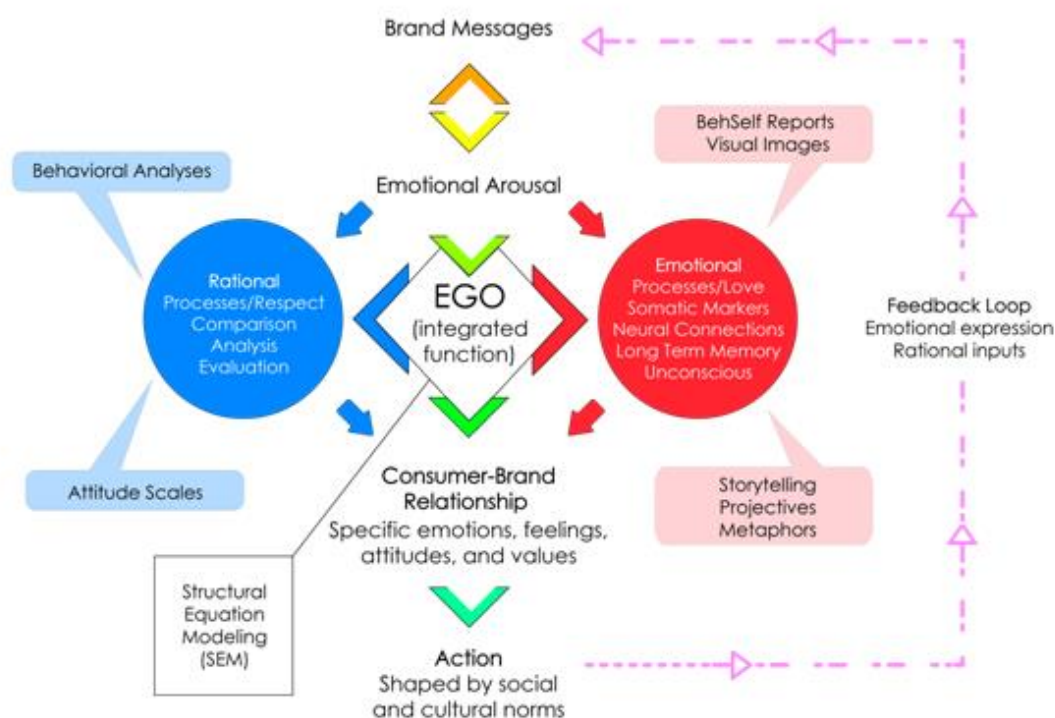 Brand Messages
BehSelf Reports
Visual Images
Behavioral Analyses
Emotional Arousal
Rational
Processes/Respect
Comparison
Analysis
Evaluation
EGO
(integrated
function)
Emotional
Processes/Love
Somatic Markers
Neural Connections
Long Term Memory
Unconscious
Feedback Loop
Emotional expression
Rational inputs
Attitude Scales
Consumer-Brand
Relationship
Specific emotions, feelings,
attitudes, and values
Storytelling
Projectives
Metaphors
Structural
Equation
Modeling
(SEM)
Action
Shaped by social
and cultural norms